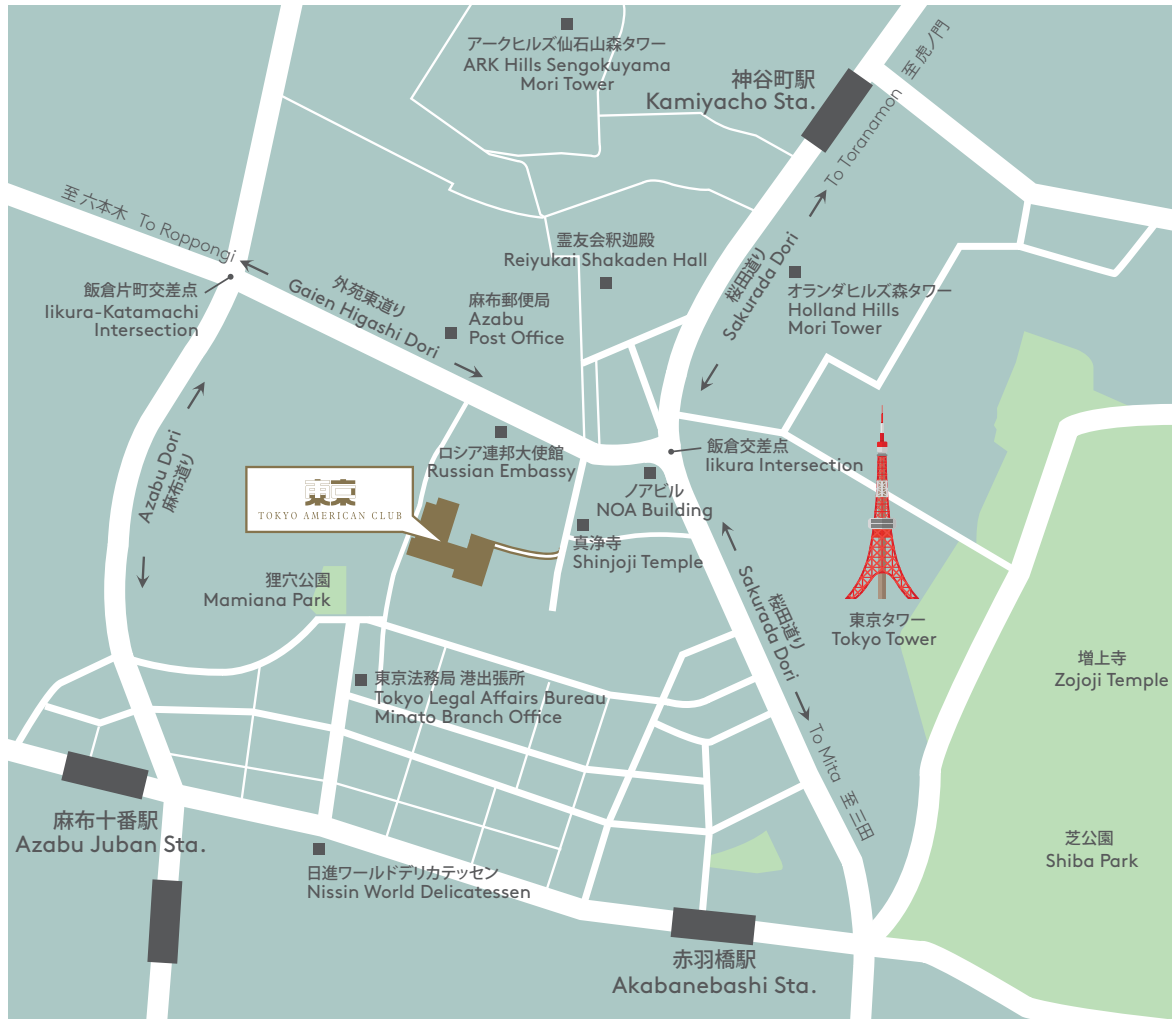 アークヒルズ仙石山森タワー
ARK Hills Sengokuyama
Mori Tower
神谷町駅
Kamiyacho Sta.
To Toranamon 至虎ノ門
至六本木 To Roppongi
霊友会釈迦殿
Reiyukai Shakaden Hall
桜田道り
Sakurada Dori
オランダヒルズ森タワー
Holland Hills
Mori Tower
飯倉片町交差点
Iikura-Katamachi
Intersection
外苑東道り
Gaien Higashi Dori
麻布郵便局
Azabu
Post Office
Azabu Dori
麻布道り
ロシア連邦大使館
Russian Embassy
飯倉交差点
Iikura Intersection
東京
TOKYO AMERICAN CLUB
ノアビル
NOA Building
真浄寺
Shinjoji Temple
狸穴公園
Mamiana Park
桜田道り
Sakurada Dori
東京タワー
Tokyo Tower
増上寺
Zojoji Temple
東京法務局 港出張所
Tokyo Legal Affairs Bureau
Minato Branch Office
To Mita 至三田
麻布十番駅
Azabu Juban Sta.
日進ワールドデリカテッセン
Nissin World Delicatessen
芝公園
Shiba Park
赤羽橋駅
Akabanebashi Sta.